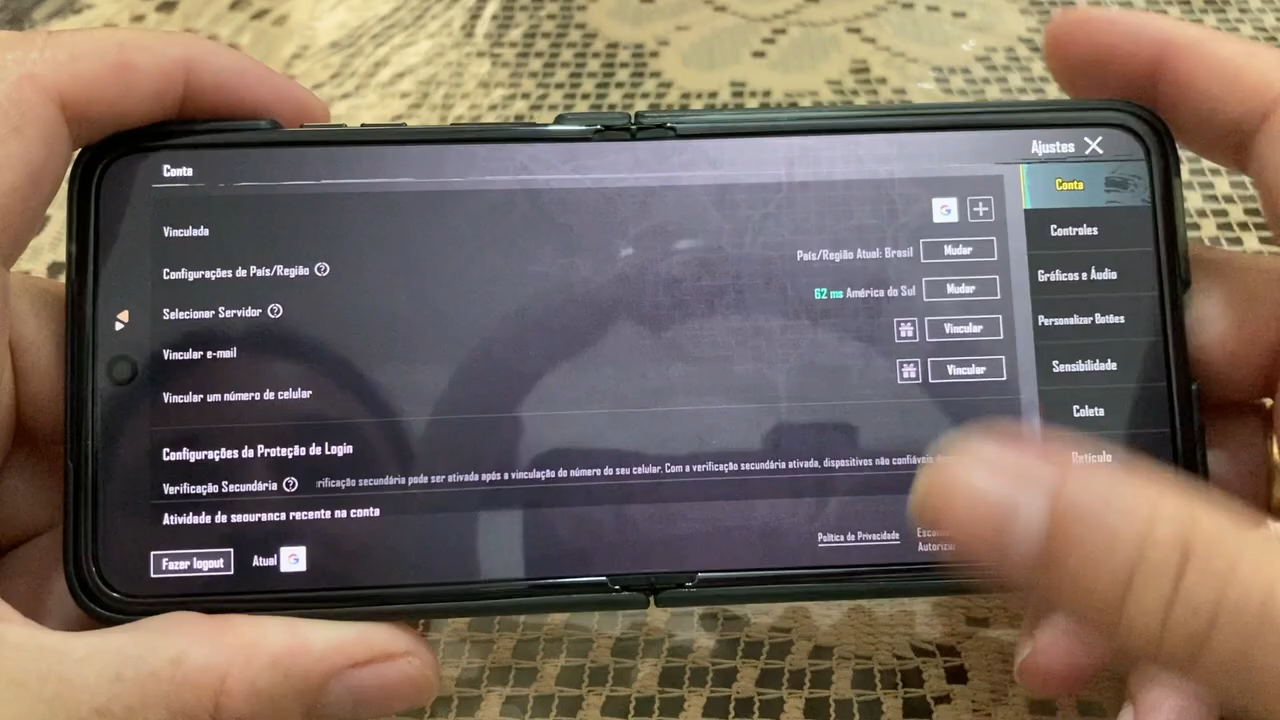 Ajustes
Conta
Vinculada
Configurações de País/Região
País/Região Atual: Brasil
Mudar
Selecionar Servidor
62 ms América do Sul
Mudar
Vincular e-mail
Vincular
Vincular um número de celular
Vincular
Configurações da Proteção de Login
Verificação Secundária
rificação secundária pode ser ativada após a vinculação do número do seu celular. Com a verificação secundária ativada, dispositivos não confiáveis
Atividade de segurança recente na conta
Fazer logout
Atual
G
Política de Privacidade
Conta
Controles
Gráficos e Áudio
Personalizar Botões
Sensibilidade
Coleta
Retículo